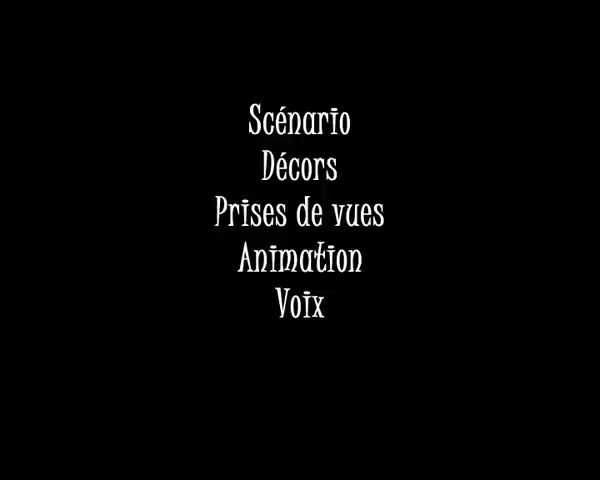 Scénario
Décors
Prises de vues
Animation
Voix